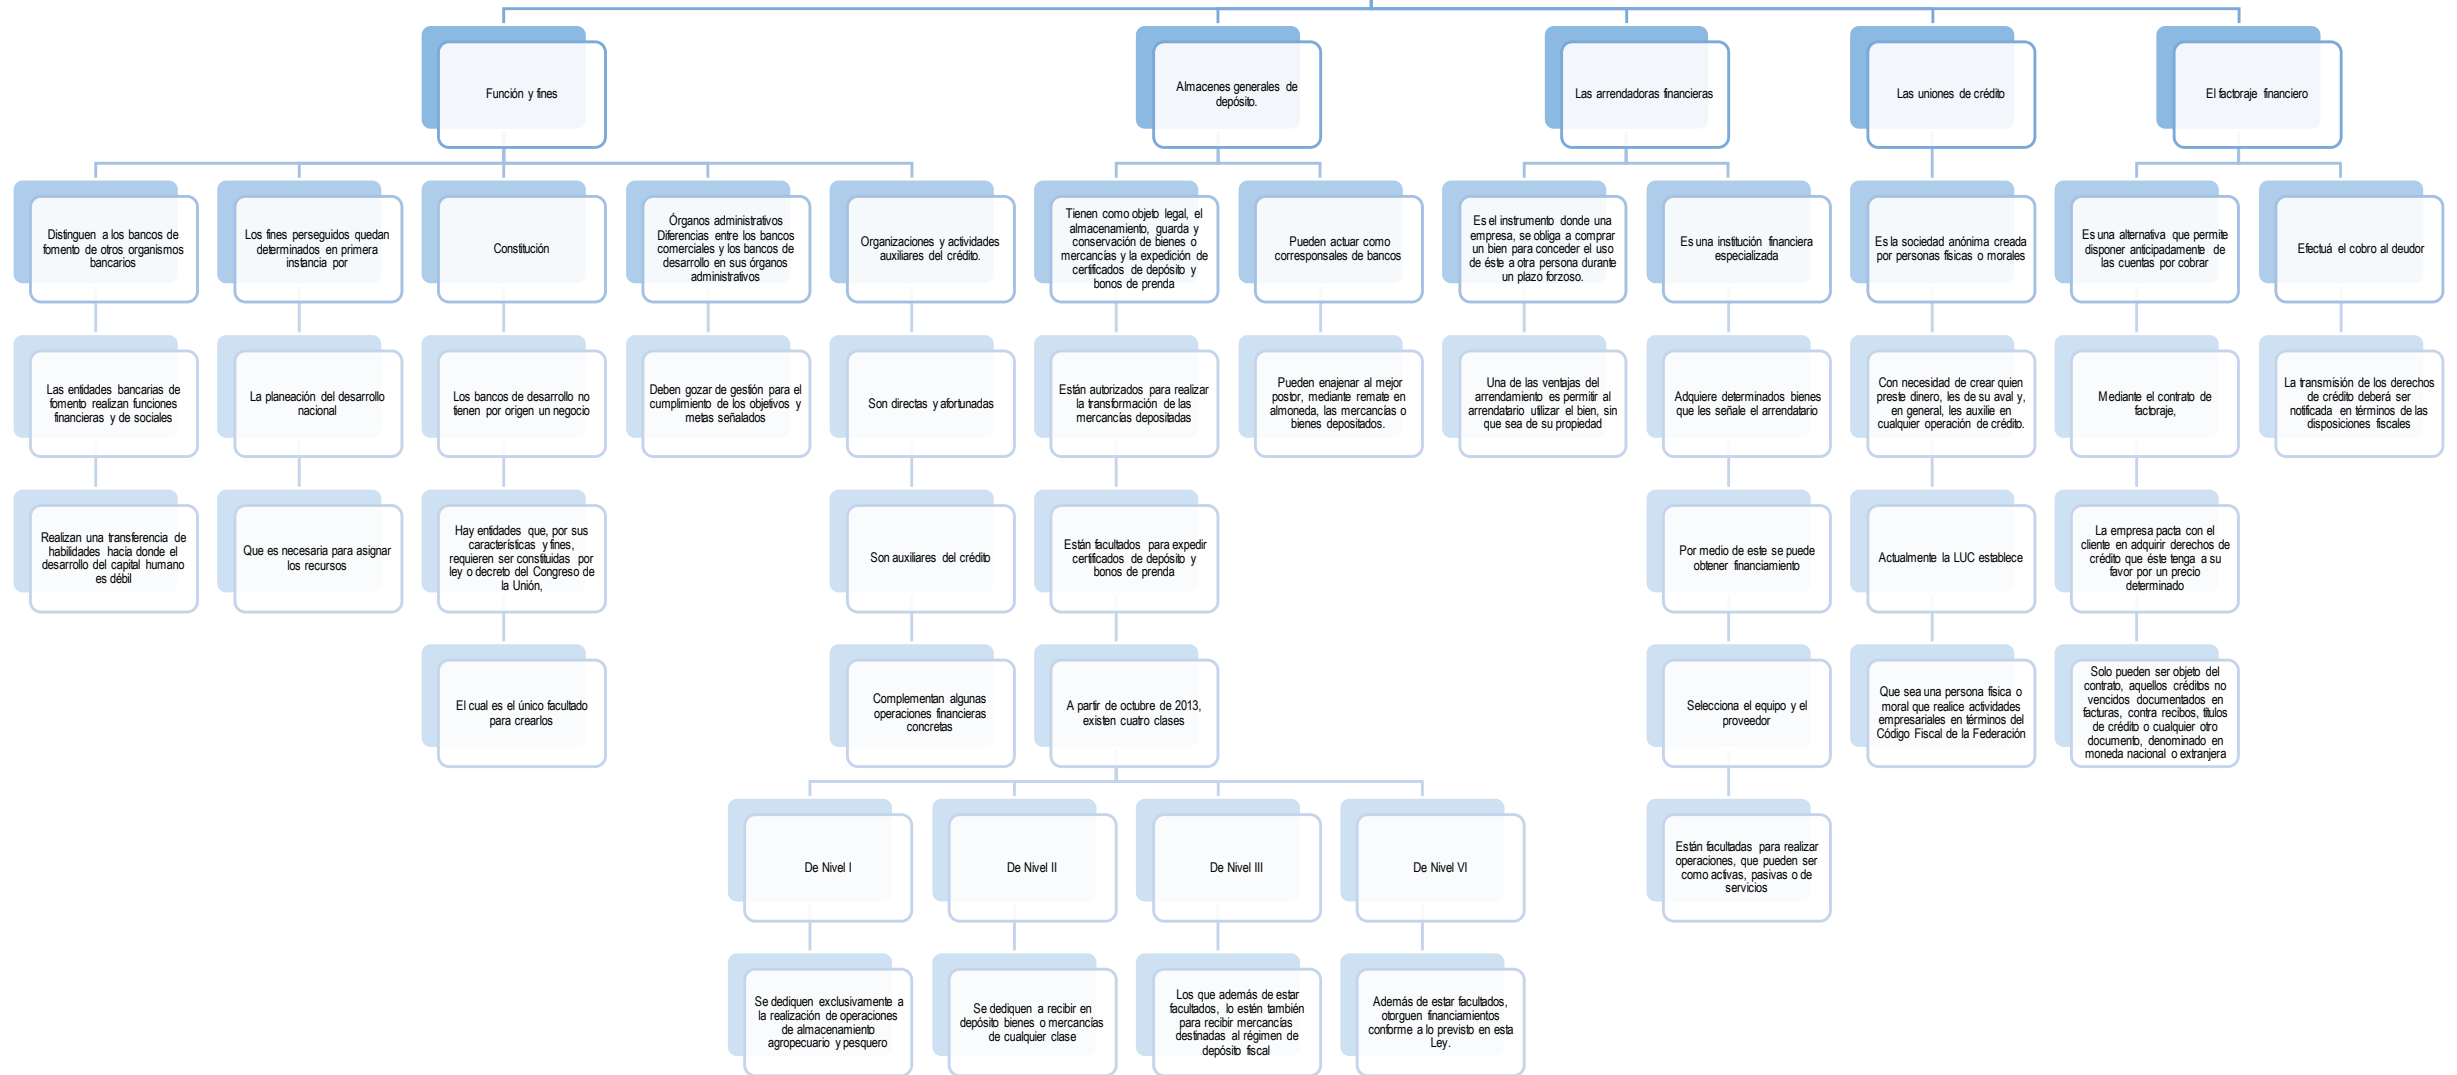 Función y fines
Almacenes generales de
depósito.
Las arrendadoras financieras
Las uniones de crédito
El factoraje financiero
Distinguen a los bancos de
fomento de otros organismos
bancarios
Los fines perseguidos quedan
determinados en primera
instancia por
Constitución
Órganos administrativos
Diferencias entre los bancos
comerciales y los bancos de
desarrollo en sus órganos
administrativos
Organizaciones y actividades
auxiliares del crédito.
Tienen como objeto legal, el
almacenamiento, guarda y
conservación de bienes o
mercancías y la expedición de
certificados de depósito y
bonos de prenda
Pueden actuar como
corresponsales de bancos
Es el instrumento donde una
empresa, se obliga a comprar
un bien para conceder el uso
de éste a otra persona durante
un plazo forzoso.
Es una institución financiera
especializada
Es la sociedad anónima creada
por personas físicas o morales
Es una alternativa que permite
disponer anticipadamente de
las cuentas por cobrar
Efectuá el cobro al deudor
Las entidades bancarias de
fomento realizan funciones
financieras y de sociales
La planeación del desarrollo
nacional
Los bancos de desarrollo no
tienen por origen un negocio
Deben gozar de gestión para el
cumplimiento de los objetivos y
metas señalados
Son directas y afortunadas
Están autorizados para realizar
la transformación de las
mercancías depositadas
Pueden enajenar al mejor
postor, mediante remate en
almoneda, las mercancías o
bienes depositados.
Una de las ventajas del
arrendamiento es permitir al
arrendatario utilizar el bien, sin
que sea de su propiedad
Adquiere determinados bienes
que les señale el arrendatario
Con necesidad de crear quien
preste dinero, les de su aval y,
en general, les auxilie en
cualquier operación de crédito.
Mediante el contrato de
factoraje,
La transmisión de los derechos
de crédito deberá ser
notificada en términos de las
disposiciones fiscales
Realizan una transferencia de
habilidades hacia donde el
desarrollo del capital humano
es débil
Que es necesaria para asignar
los recursos
Hay entidades que, por sus
características y fines,
requieren ser constituidas por
ley o decreto del Congreso de
la Unión,
Son auxiliares del crédito
Están facultados para expedir
certificados de depósito y
bonos de prenda
Por medio de este se puede
obtener financiamiento
Actualmente la LUC establece
La empresa pacta con el
cliente en adquirir derechos de
crédito que éste tenga a su
favor por un precio
determinado
El cual es el único facultado
para crearlos
Complementan algunas
operaciones financieras
concretas
A partir de octubre de 2013,
existen cuatro clases
Selecciona el equipo y el
proveedor
Que sea una persona física o
moral que realice actividades
empresariales en términos del
Código Fiscal de la Federación
Solo pueden ser objeto del
contrato, aquellos créditos no
vencidos documentados en
facturas, contra recibos, títulos
de crédito o cualquier otro
documento, denominado en
moneda nacional o extranjera
De Nivel I
De Nivel II
De Nivel III
De Nivel VI
Están facultadas para realizar
operaciones, que pueden ser
como activas, pasivas o de
servicios
Se dediquen exclusivamente a
la realización de operaciones
de almacenamiento
agropecuario y pesquero
Se dediquen a recibir en
depósito bienes o mercancías
de cualquier clase
Los que además de estar
facultados, lo estén también
para recibir mercancías
destinadas al régimen de
depósito fiscal
Además de estar facultados,
otorguen financiamientos
conforme a lo previsto en esta
Ley.